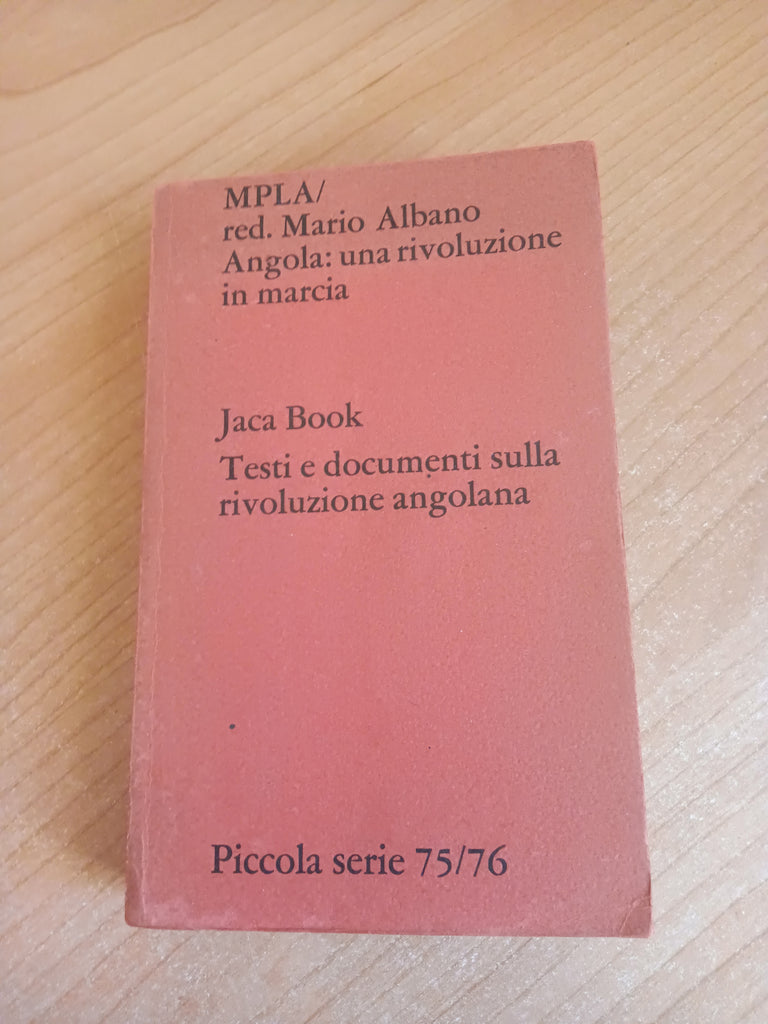 MPLA/
red. Mario Albano
Angola: una rivoluzione
in marcia
Jaca Book
Testi e documenti sulla
rivoluzione angolana
Piccola serie 75/76